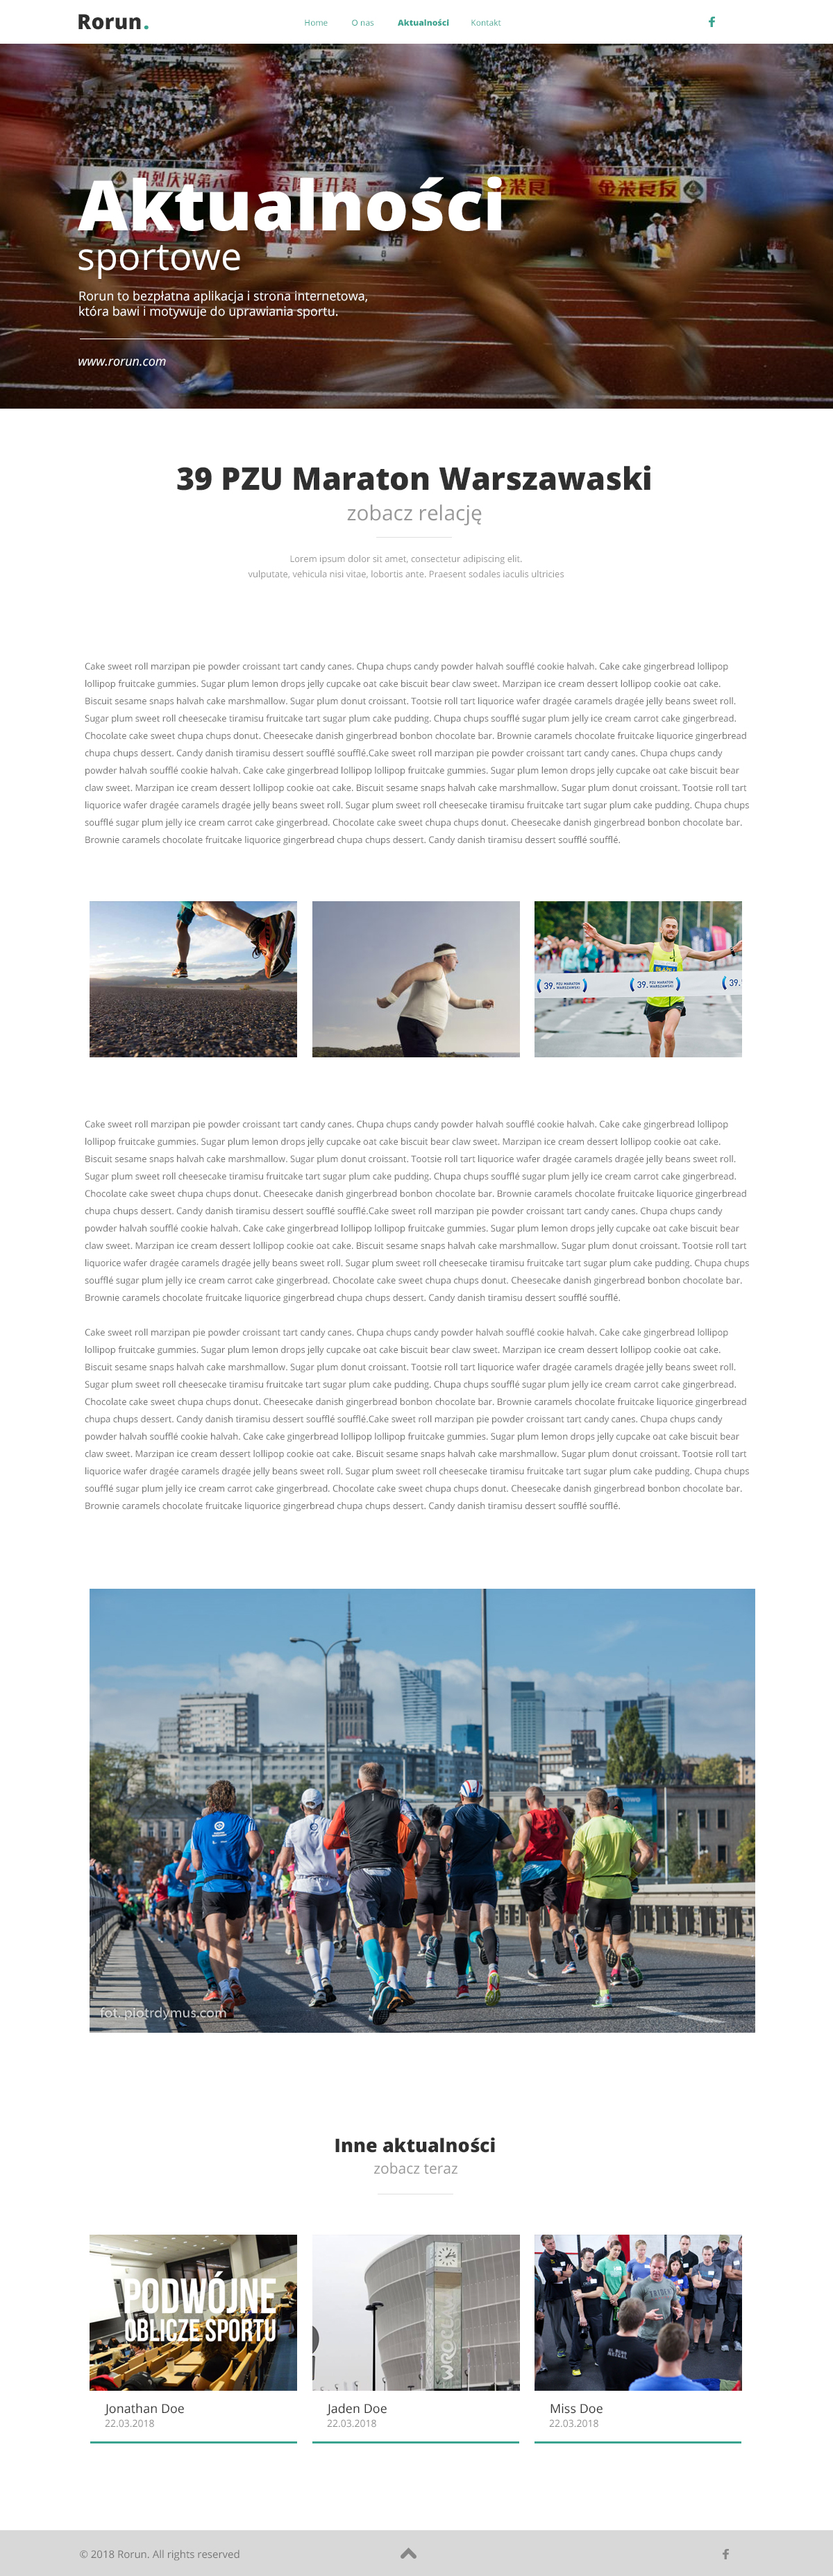 Rorun.
Home O nas Aktualności Kontakt
Aktualności
sportowe
Rorun to bezpłatna aplikacja i strona internetowa,
która bawi i motywuje do uprawiania sportu.
www.rorun.com
39 PZU Maraton Warszawaski
zobacz relację
Lorem ipsum dolor sit amet, consectetur adipiscing elit.
vulputate, vehicula nisi vitae, lobortis ante. Praesent sodales iaculis ultricies
Cake sweet roll marzipan pie powder croissant tart candy canes. Chupa chups candy powder halvah soufflé cookie halvah. Cake cake gingerbread lollipop
lollipop fruitcake gummies. Sugar plum lemon drops jelly cupcake oat cake biscuit bear claw sweet. Marzipan ice cream dessert lollipop cookie oat cake.
Biscuit sesame snaps halvah cake marshmallow. Sugar plum donut croissant. Tootsie roll tart liquorice wafer dragée caramels dragée jelly beans sweet roll.
Sugar plum sweet roll cheesecake tiramisu fruitcake tart sugar plum cake pudding. Chupa chups soufflé sugar plum jelly ice cream carrot cake gingerbread.
Chocolate cake sweet chupa chups donut. Cheesecake danish gingerbread bonbon chocolate bar. Brownie caramels chocolate fruitcake liquorice gingerbread
chupa chups dessert. Candy danish tiramisu dessert soufflé soufflé.Cake sweet roll marzipan pie powder croissant tart candy canes. Chupa chups candy
powder halvah soufflé cookie halvah. Cake cake gingerbread lollipop lollipop fruitcake gummies. Sugar plum lemon drops jelly cupcake oat cake biscuit bear
claw sweet. Marzipan ice cream dessert lollipop cookie oat cake. Biscuit sesame snaps halvah cake marshmallow. Sugar plum donut croissant. Tootsie roll tart
liquorice wafer dragée caramels dragée jelly beans sweet roll. Sugar plum sweet roll cheesecake tiramisu fruitcake tart sugar plum cake pudding. Chupa chups
soufflé sugar plum jelly ice cream carrot cake gingerbread. Chocolate cake sweet chupa chups donut. Cheesecake danish gingerbread bonbon chocolate bar.
Brownie caramels chocolate fruitcake liquorice gingerbread chupa chups dessert. Candy danish tiramisu dessert soufflé soufflé.
39. PZU MARATON WARSZAWSKI
39. PZU MARATON WARSZAWSKI
39.
Cake sweet roll marzipan pie powder croissant tart candy canes. Chupa chups candy powder halvah soufflé cookie halvah. Cake cake gingerbread lollipop
lollipop fruitcake gummies. Sugar plum lemon drops jelly cupcake oat cake biscuit bear claw sweet. Marzipan ice cream dessert lollipop cookie oat cake.
Biscuit sesame snaps halvah cake marshmallow. Sugar plum donut croissant. Tootsie roll tart liquorice wafer dragée caramels dragée jelly beans sweet roll.
Sugar plum sweet roll cheesecake tiramisu fruitcake tart sugar plum cake pudding. Chupa chups soufflé sugar plum jelly ice cream carrot cake gingerbread.
Chocolate cake sweet chupa chups donut. Cheesecake danish gingerbread bonbon chocolate bar. Brownie caramels chocolate fruitcake liquorice gingerbread
chupa chups dessert. Candy danish tiramisu dessert soufflé soufflé.Cake sweet roll marzipan pie powder croissant tart candy canes. Chupa chups candy
powder halvah soufflé cookie halvah. Cake cake gingerbread lollipop lollipop fruitcake gummies. Sugar plum lemon drops jelly cupcake oat cake biscuit bear
claw sweet. Marzipan ice cream dessert lollipop cookie oat cake. Biscuit sesame snaps halvah cake marshmallow. Sugar plum donut croissant. Tootsie roll tart
liquorice wafer dragée caramels dragée jelly beans sweet roll. Sugar plum sweet roll cheesecake tiramisu fruitcake tart sugar plum cake pudding. Chupa chups
soufflé sugar plum jelly ice cream carrot cake gingerbread. Chocolate cake sweet chupa chups donut. Cheesecake danish gingerbread bonbon chocolate bar.
Brownie caramels chocolate fruitcake liquorice gingerbread chupa chups dessert. Candy danish tiramisu dessert soufflé soufflé.
Cake sweet roll marzipan pie powder croissant tart candy canes. Chupa chups candy powder halvah soufflé cookie halvah. Cake cake gingerbread lollipop
lollipop fruitcake gummies. Sugar plum lemon drops jelly cupcake oat cake biscuit bear claw sweet. Marzipan ice cream dessert lollipop cookie oat cake.
Biscuit sesame snaps halvah cake marshmallow. Sugar plum donut croissant. Tootsie roll tart liquorice wafer dragée caramels dragée jelly beans sweet roll.
Sugar plum sweet roll cheesecake tiramisu fruitcake tart sugar plum cake pudding. Chupa chups soufflé sugar plum jelly ice cream carrot cake gingerbread.
Chocolate cake sweet chupa chups donut. Cheesecake danish gingerbread bonbon chocolate bar. Brownie caramels chocolate fruitcake liquorice gingerbread
chupa chups dessert. Candy danish tiramisu dessert soufflé soufflé.Cake sweet roll marzipan pie powder croissant tart candy canes. Chupa chups candy
powder halvah soufflé cookie halvah. Cake cake gingerbread lollipop lollipop fruitcake gummies. Sugar plum lemon drops jelly cupcake oat cake biscuit bear
claw sweet. Marzipan ice cream dessert lollipop cookie oat cake. Biscuit sesame snaps halvah cake marshmallow. Sugar plum donut croissant. Tootsie roll tart
liquorice wafer dragée caramels dragée jelly beans sweet roll. Sugar plum sweet roll cheesecake tiramisu fruitcake tart sugar plum cake pudding. Chupa chups
soufflé sugar plum jelly ice cream carrot cake gingerbread. Chocolate cake sweet chupa chups donut. Cheesecake danish gingerbread bonbon chocolate bar.
Brownie caramels chocolate fruitcake liquorice gingerbread chupa chups dessert. Candy danish tiramisu dessert soufflé soufflé.
fot. piotrdymus.com
Inne aktualności
zobacz teraz
PODWÓJNE
OBLICZE SPORTU
Jonathan Doe
22.03.2018
Jaden Doe
22.03.2018
Miss Doe
22.03.2018
© 2018 Rorun. All rights reserved